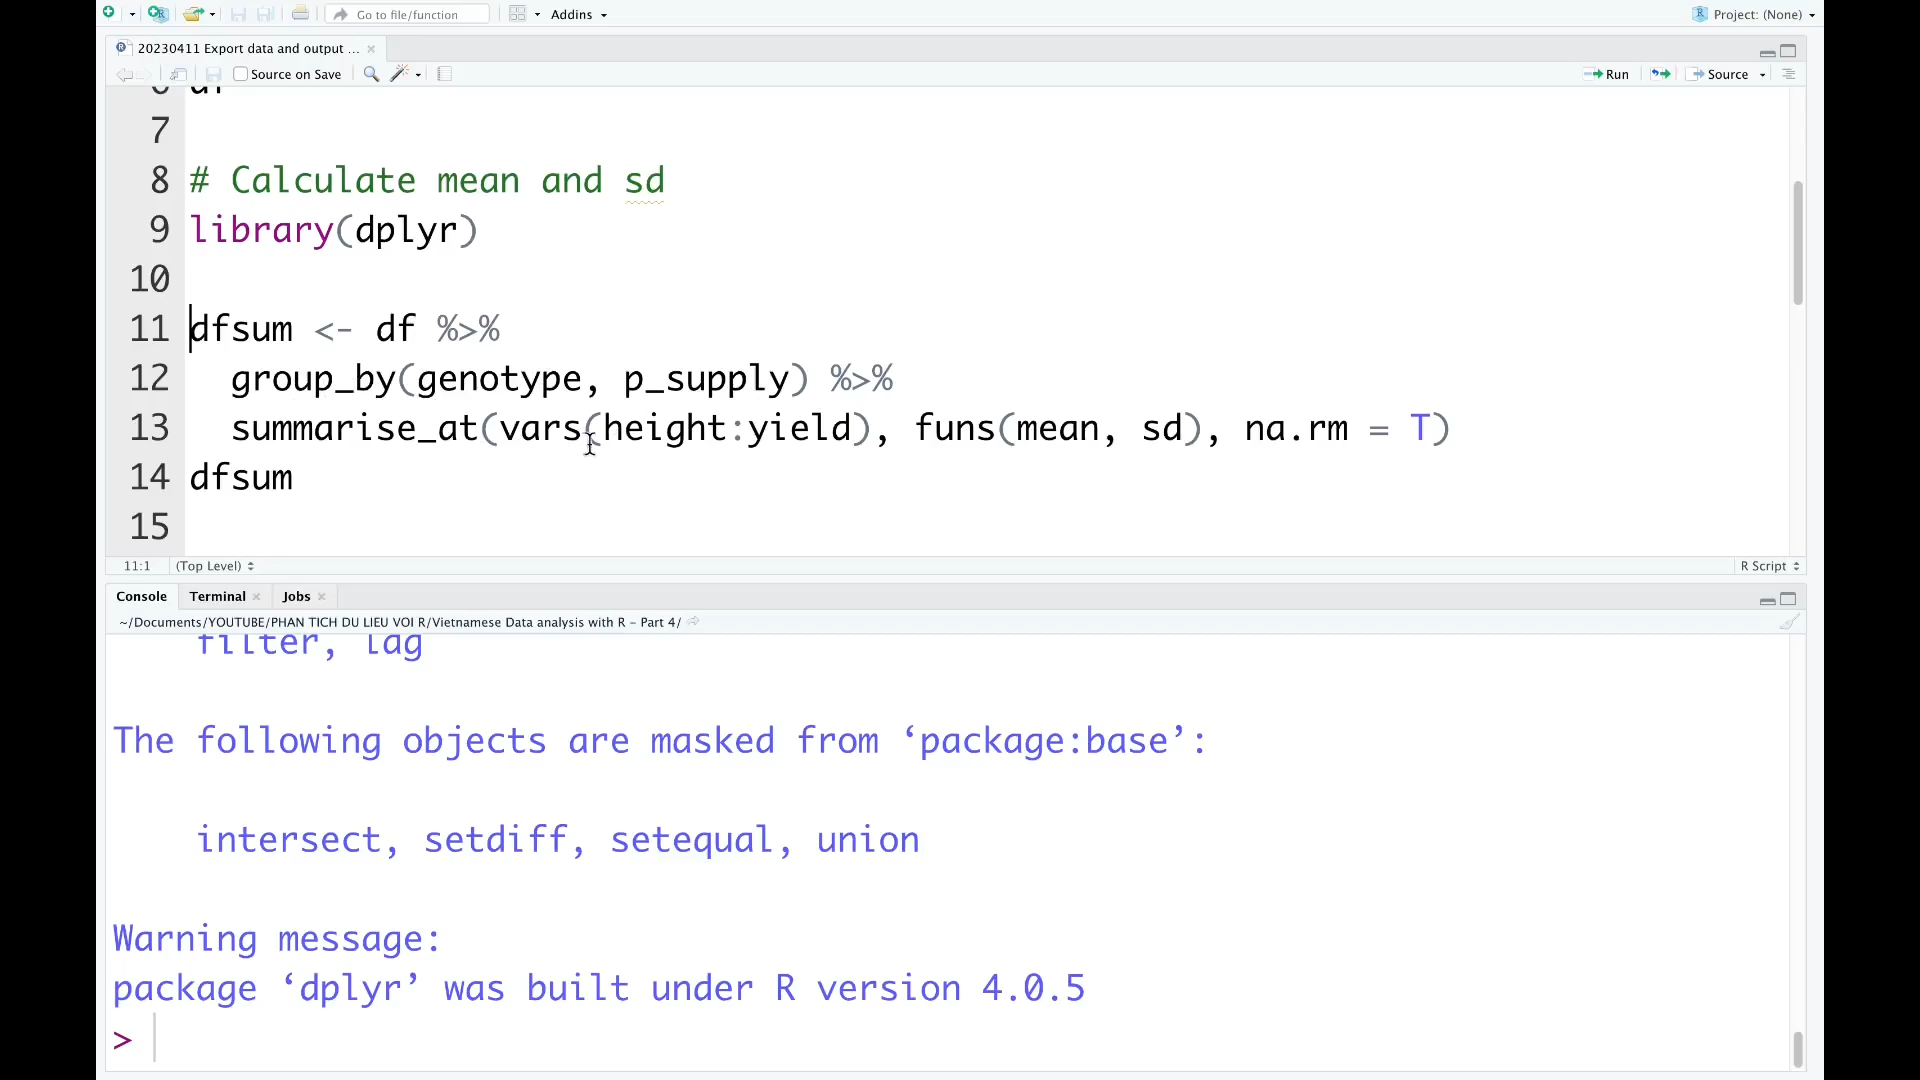 Go to file/function
Addins
Project: (None)
20230411 Export data and output ...
Source on Save
Run
Source
6 df
7
8 # Calculate mean and sd
9 library(dplyr)
10
11 dfsum <- df %>%
12 group_by(genotype, p_supply) %>%
13 summarise_at(vars(height:yield), funs(mean, sd), na.rm = T)
14 dfsum
15
11:1 (Top Level) R Script
Console Terminal Jobs
~/Documents/YOUTUBE/PHAN TICH DU LIEU VOI R/Vietnamese Data analysis with R - Part 4/
filter, lag
The following objects are masked from ‘package:base’:
intersect, setdiff, setequal, union
Warning message:
package ‘dplyr’ was built under R version 4.0.5
>